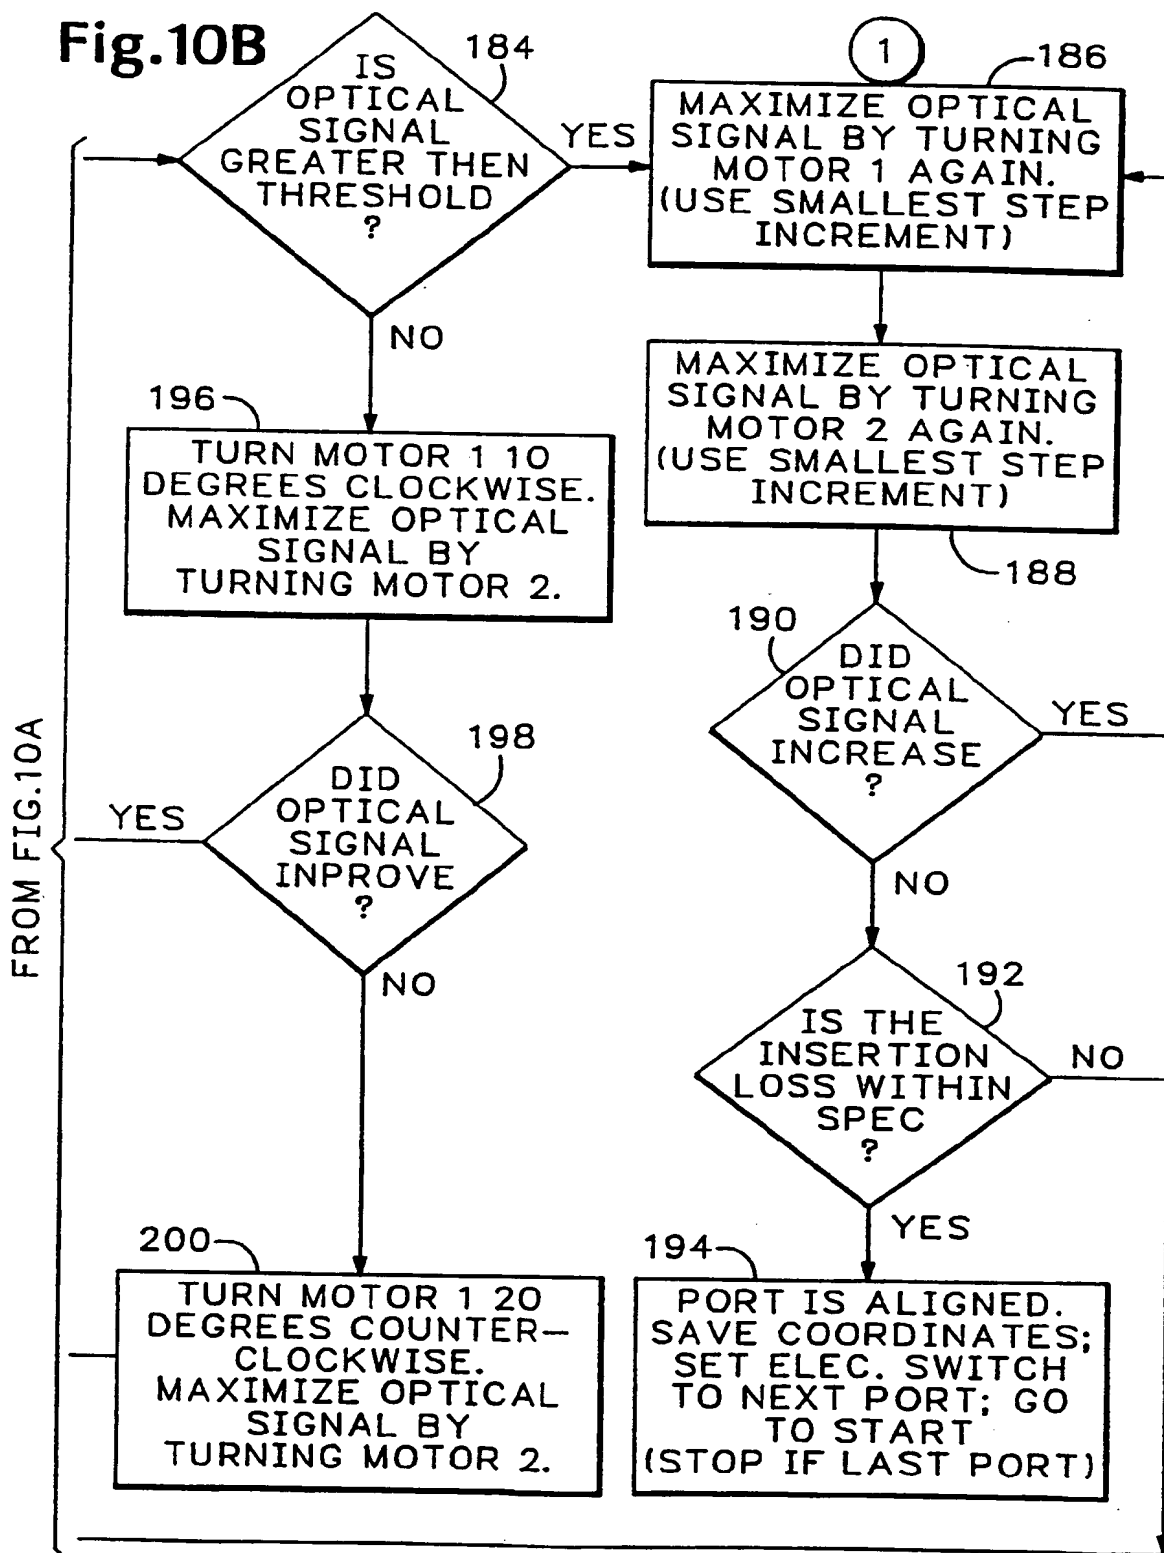 Fig.10B
184
IS
OPTICAL
SIGNAL
GREATER THEN
THRESHOLD
?
YES
NO
1
186
MAXIMIZE OPTICAL
SIGNAL BY TURNING
MOTOR 1 AGAIN.
(USE SMALLEST STEP
INCREMENT)
MAXIMIZE OPTICAL
SIGNAL BY TURNING
MOTOR 2 AGAIN.
(USE SMALLEST STEP
INCREMENT)
188
196
TURN MOTOR 1 10
DEGREES CLOCKWISE.
MAXIMIZE OPTICAL
SIGNAL BY
TURNING MOTOR 2.
190
DID
OPTICAL
SIGNAL
INCREASE
?
YES
NO
198
DID
OPTICAL
SIGNAL
INPROVE
?
YES
NO
FROM FIG.10A
192
IS THE
INSERTION
LOSS WITHIN
SPEC
?
NO
YES
200
TURN MOTOR 1 20
DEGREES COUNTER-
CLOCKWISE.
MAXIMIZE OPTICAL
SIGNAL BY
TURNING MOTOR 2.
194
PORT IS ALIGNED.
SAVE COORDINATES;
SET ELEC. SWITCH
TO NEXT PORT; GO
TO START
(STOP IF LAST PORT)